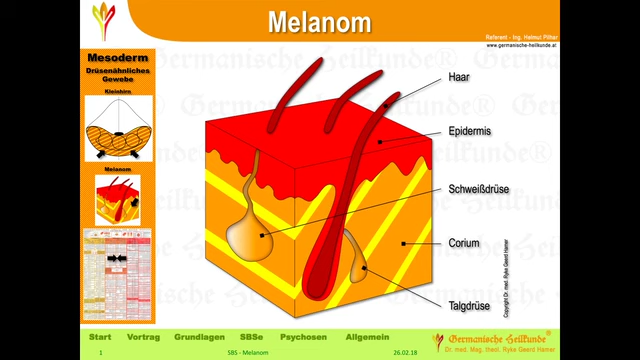 Melanom
Referent - Ing. Helmut Pilhar
www.germanische-heilkunde.at
Mesoderm
Drüsenähnliches
Gewebe
Kleinhirn
Melanom
Haar
Epidermis
Schweißdrüse
Corium
Talgdrüse
Copyright Dr. med. Ryke Geerd Hamer
Germanische Heilkunde®
Start Vortrag Grundlagen SBSe Psychosen Allgemein
Germanische Heilkunde®
Dr. med. Mag. theol. Ryke Geerd Hamer
1 SBS - Melanom 26.02.18